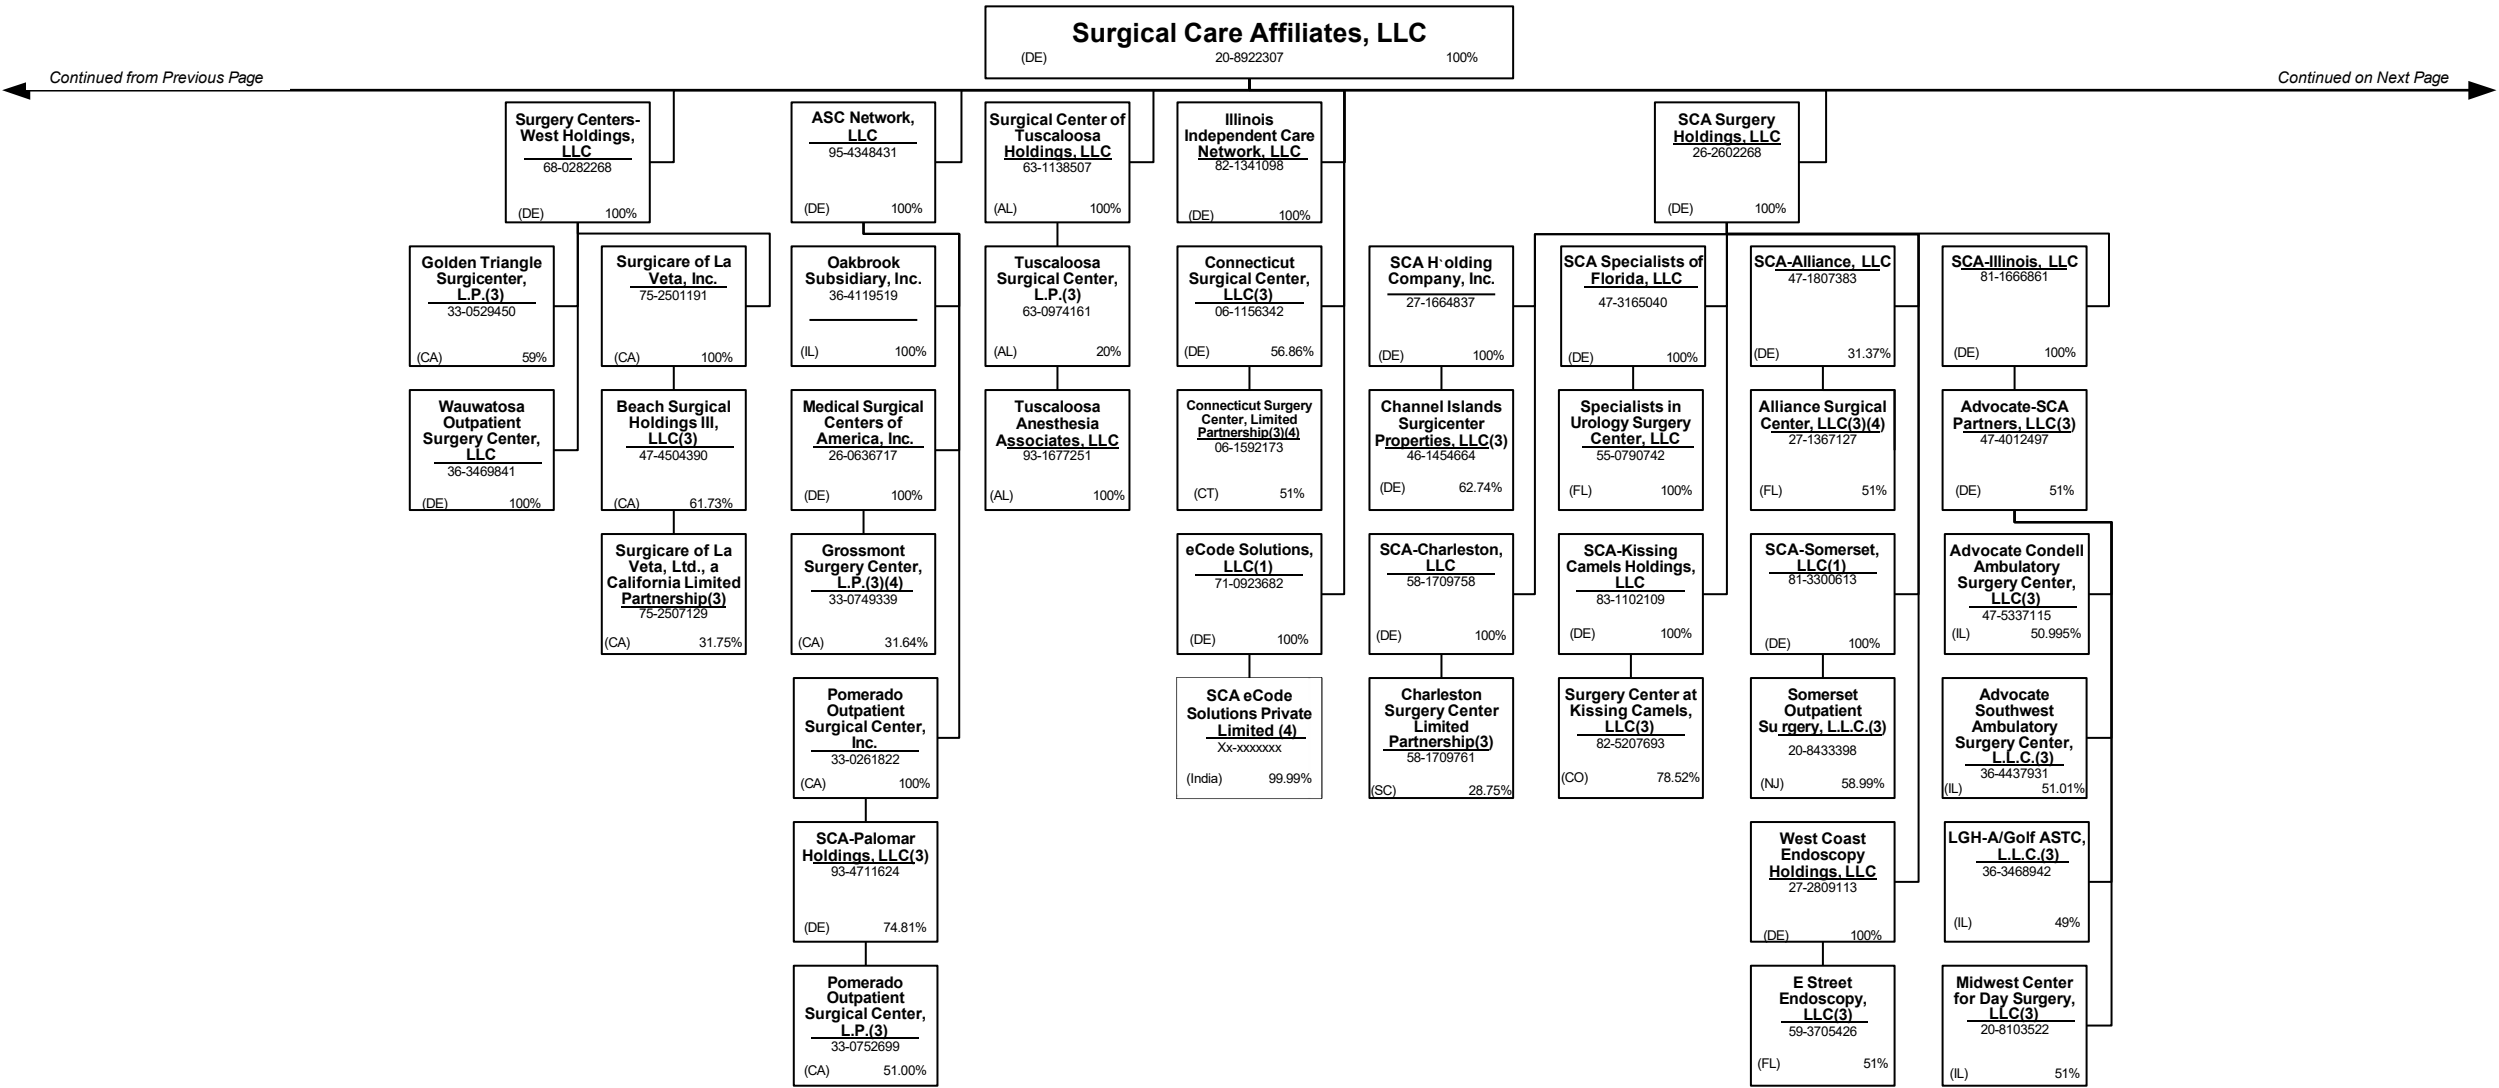 Surgical Care Affiliates, LLC
(DE) 20-8922307 100%
Continued from Previous Page
Continued on Next Page
Surgery Centers-
West Holdings,
LLC
68-0282268
(DE) 100%
ASC Network,
LLC
95-4348431
(DE) 100%
Surgical Center of
Tuscaloosa
Holdings, LLC
63-1138507
(AL) 100%
Illinois
Independent Care
Network, LLC
82-1341098
(DE) 100%
SCA Surgery
Holdings, LLC
26-2602268
(DE) 100%
Golden Triangle
Surgicenter,
L.P.(3)
33-0529450
(CA) 59%
Surgicare of La
Veta, Inc.
75-2501191
(CA) 100%
Oakbrook
Subsidiary, Inc.
36-4119519
(IL) 100%
Tuscaloosa
Surgical Center,
L.P.(3)
63-0974161
(AL) 20%
Connecticut
Surgical Center,
LLC(3)
06-1156342
(DE) 56.86%
SCA H`olding
Company, Inc.
27-1664837
(DE) 100%
SCA Specialists of
Florida, LLC
47-3165040
(DE) 100%
SCA-Alliance, LLC
47-1807383
(DE) 31.37%
SCA-Illinois, LLC
81-1666861
(DE) 100%
Wauwatosa
Outpatient
Surgery Center,
LLC
36-3469841
(DE) 100%
Beach Surgical
Holdings III,
LLC(3)
47-4504390
(CA) 61.73%
Medical Surgical
Centers of
America, Inc.
26-0636717
(DE) 100%
Tuscaloosa
Anesthesia
Associates, LLC
93-1677251
(AL) 100%
Connecticut Surgery
Center, Limited
Partnership(3)(4)
06-1592173
(CT) 51%
Channel Islands
Surgicenter
Properties, LLC(3)
46-1454664
(DE) 62.74%
Specialists in
Urology Surgery
Center, LLC
55-0790742
(FL) 100%
Alliance Surgical
Center, LLC(3)(4)
27-1367127
(FL) 51%
Advocate-SCA
Partners, LLC(3)
47-4012497
(DE) 51%
Surgicare of La
Veta, Ltd., a
California Limited
Partnership(3)
75-2507129
(CA) 31.75%
Grossmont
Surgery Center,
L.P.(3)(4)
33-0749339
(CA) 31.64%
eCode Solutions,
LLC(1)
71-0923682
(DE) 100%
SCA-Charleston,
LLC
58-1709758
(DE) 100%
SCA-Kissing
Camels Holdings,
LLC
83-1102109
(DE) 100%
SCA-Somerset,
LLC(1)
81-3300613
(DE) 100%
Advocate Condell
Ambulatory
Surgery Center,
LLC(3)
47-5337115
(IL) 50.995%
Pomerado
Outpatient
Surgical Center,
Inc.
33-0261822
(CA) 100%
SCA eCode
Solutions Private
Limited (4)
Xx-xxxxxxx
(India) 99.99%
Charleston
Surgery Center
Limited
Partnership(3)
58-1709761
(SC) 28.75%
Surgery Center at
Kissing Camels,
LLC(3)
82-5207693
(CO) 78.52%
Somerset
Outpatient
Su rgery, L.L.C.(3)
20-8433398
(NJ) 58.99%
Advocate
Southwest
Ambulatory
Surgery Center,
L.L.C.(3)
36-4437931
(IL) 51.01%
SCA-Palomar
Holdings, LLC(3)
93-4711624
(DE) 74.81%
West Coast
Endoscopy
Holdings, LLC
27-2809113
(DE) 100%
LGH-A/Golf ASTC,
L.L.C.(3)
36-3468942
(IL) 49%
Pomerado
Outpatient
Surgical Center,
L.P.(3)
33-0752699
(CA) 51.00%
E Street
Endoscopy,
LLC(3)
59-3705426
(FL) 51%
Midwest Center
for Day Surgery,
LLC(3)
20-8103522
(IL) 51%